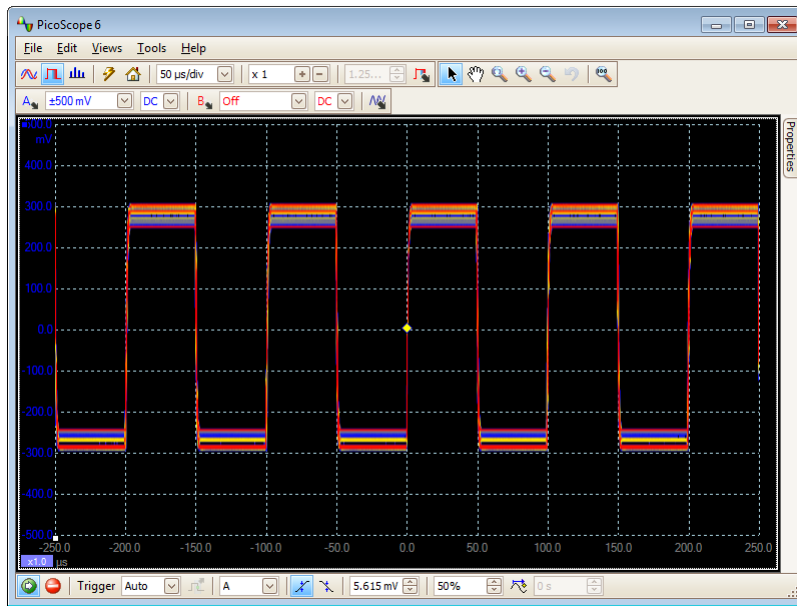 PicoScope 6
File Edit Views Tools Help
50 µs/div x 1 1.25...
A ±500 mV DC B Off DC
mV
400.0
300.0
200.0
100.0
0.0
-100.0
-200.0
-300.0
-400.0
-500.0
-250.0 -200.0 -150.0 -100.0 -50.0 0.0 50.0 100.0 150.0 200.0 250.0
x1.0 µs
Properties
Trigger Auto A 5.615 mV 50% 0 s